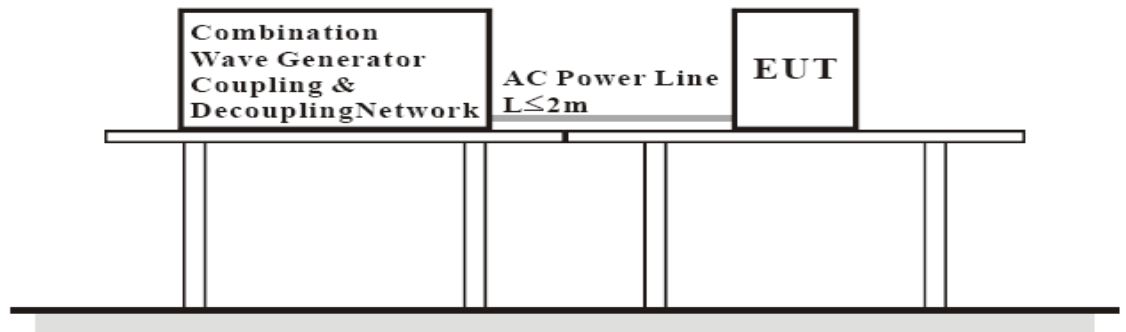 Combination
Wave Generator
Coupling &
DecouplingNetwork
AC Power Line
L≤2m
EUT